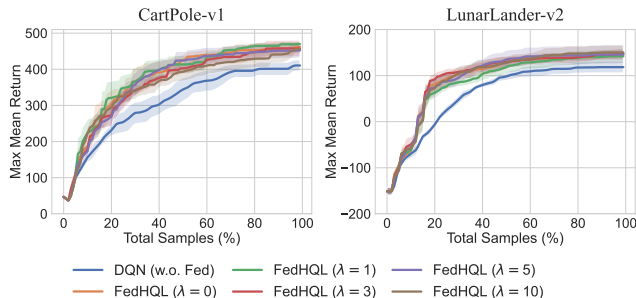 CartPole-v1
LunarLander-v2
Max Mean Return
500
400
300
200
100
0
0 20 40 60 80 100
Total Samples (%)
Max Mean Return
200
100
0
−100
−200
0 20 40 60 80 100
Total Samples (%)
DQN (w.o. Fed)
FedHQL (λ = 0)
FedHQL (λ = 1)
FedHQL (λ = 3)
FedHQL (λ = 5)
FedHQL (λ = 10)